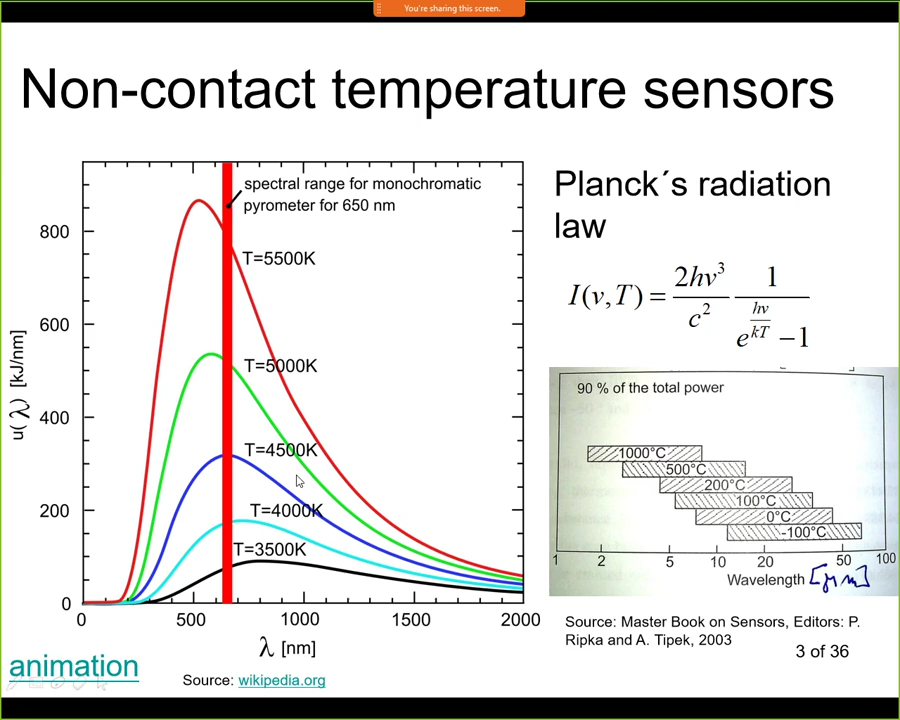 You're sharing this screen.
Non-contact temperature sensors
spectral range for monochromatic
pyrometer for 650 nm
T=5500K
T=5000K
T=4500K
T=4000K
T=3500K
800
600
400
200
0
u(λ) [kJ/nm]
0
500
1000
1500
2000
λ [nm]
Planck´s radiation
law
I(v,T) = 2hv³/c² 1/(e^(hv/kT) −1)
90 % of the total power
1000°C
500°C
200°C
100°C
0°C
-100°C
1 2 5 10 20 50 100
Wavelength [μm]
Source: Master Book on Sensors, Editors: P.
Ripka and A. Tipek, 2003
3 of 36
animation
Source: wikipedia.org